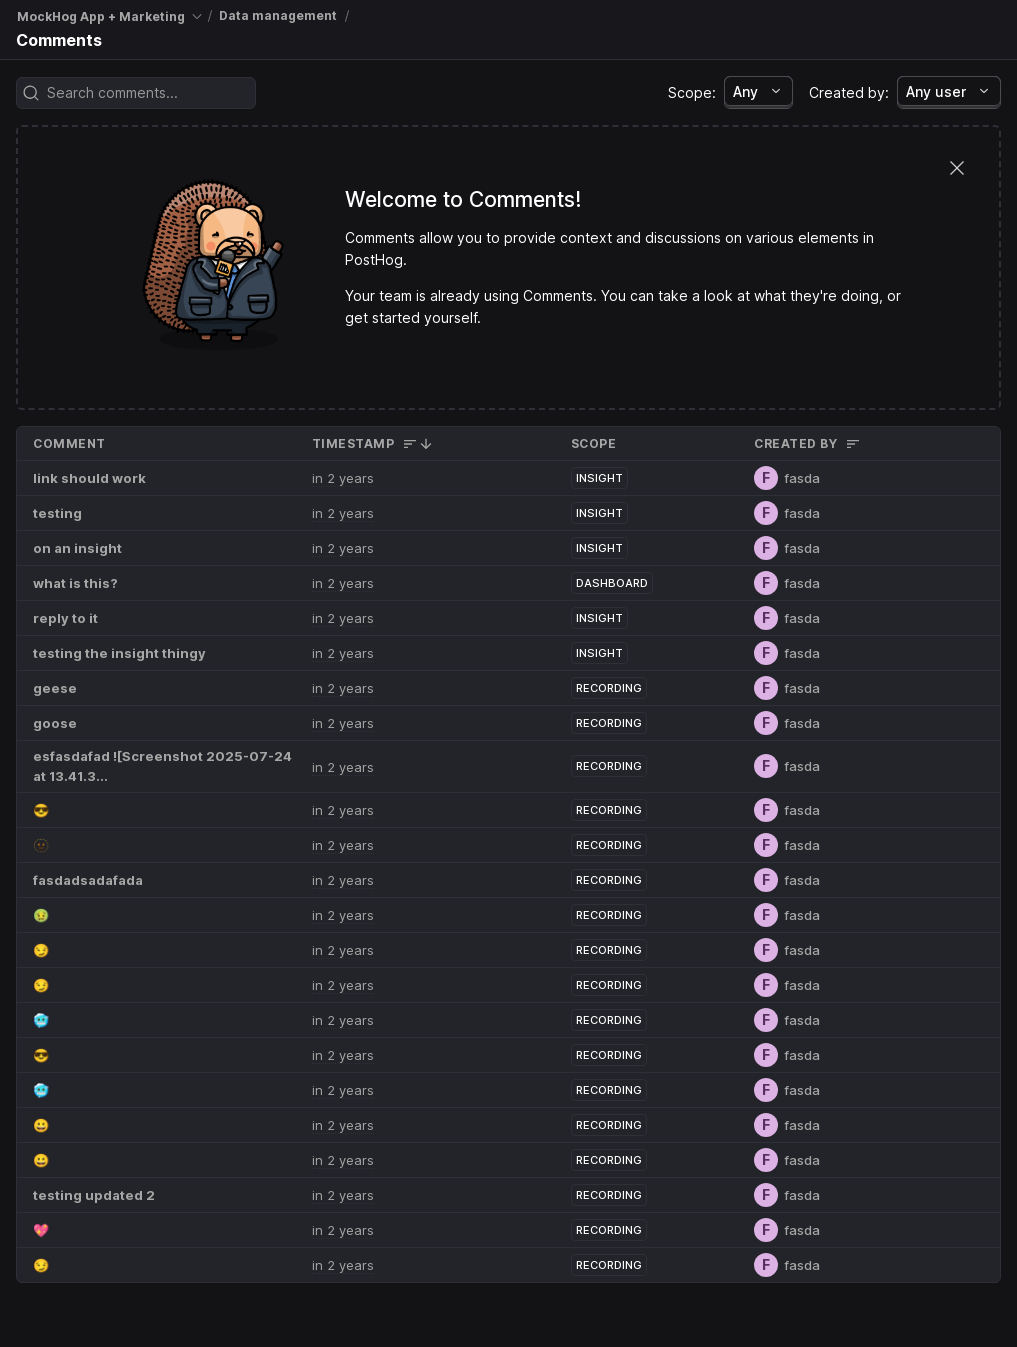 MockHog App + Marketing / Data management /
Comments
Search comments...
Scope: Any Created by: Any user
Welcome to Comments!
Comments allow you to provide context and discussions on various elements in
PostHog.
Your team is already using Comments. You can take a look at what they're doing, or
get started yourself.
COMMENT TIMESTAMP SCOPE CREATED BY
link should work in 2 years INSIGHT F fasda
testing in 2 years INSIGHT F fasda
on an insight in 2 years INSIGHT F fasda
what is this? in 2 years DASHBOARD F fasda
reply to it in 2 years INSIGHT F fasda
testing the insight thingy in 2 years INSIGHT F fasda
geese in 2 years RECORDING F fasda
goose in 2 years RECORDING F fasda
esfasdafad ![Screenshot 2025-07-24
at 13.41.3... in 2 years RECORDING F fasda
😎 in 2 years RECORDING F fasda
🌚 in 2 years RECORDING F fasda
fasdadsadafada in 2 years RECORDING F fasda
🤢 in 2 years RECORDING F fasda
😏 in 2 years RECORDING F fasda
😏 in 2 years RECORDING F fasda
🥶 in 2 years RECORDING F fasda
😎 in 2 years RECORDING F fasda
🥶 in 2 years RECORDING F fasda
😀 in 2 years RECORDING F fasda
😀 in 2 years RECORDING F fasda
testing updated 2 in 2 years RECORDING F fasda
💖 in 2 years RECORDING F fasda
😏 in 2 years RECORDING F fasda